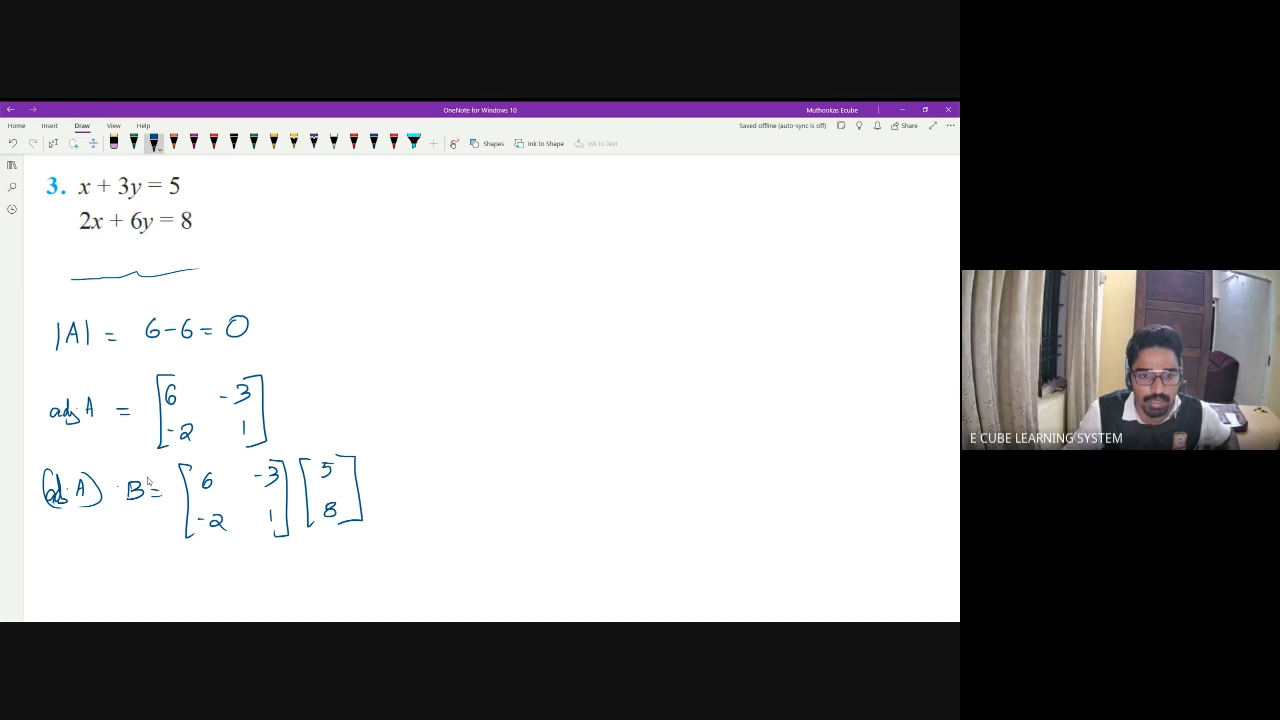 OneNote for Windows 10
Muthookas Ecube
Home Insert Draw View Help
Saved offline (auto-sync is off)
Share
Shapes
Ink to Shape
Ink to Text
3. x + 3y = 5
2x + 6y = 8
|A| = 6 - 6 = 0
adj A = [6 -3
-2 1]
(adj A) · B = [6 -3 [5
-2 1] 8]
E CUBE LEARNING SYSTEM